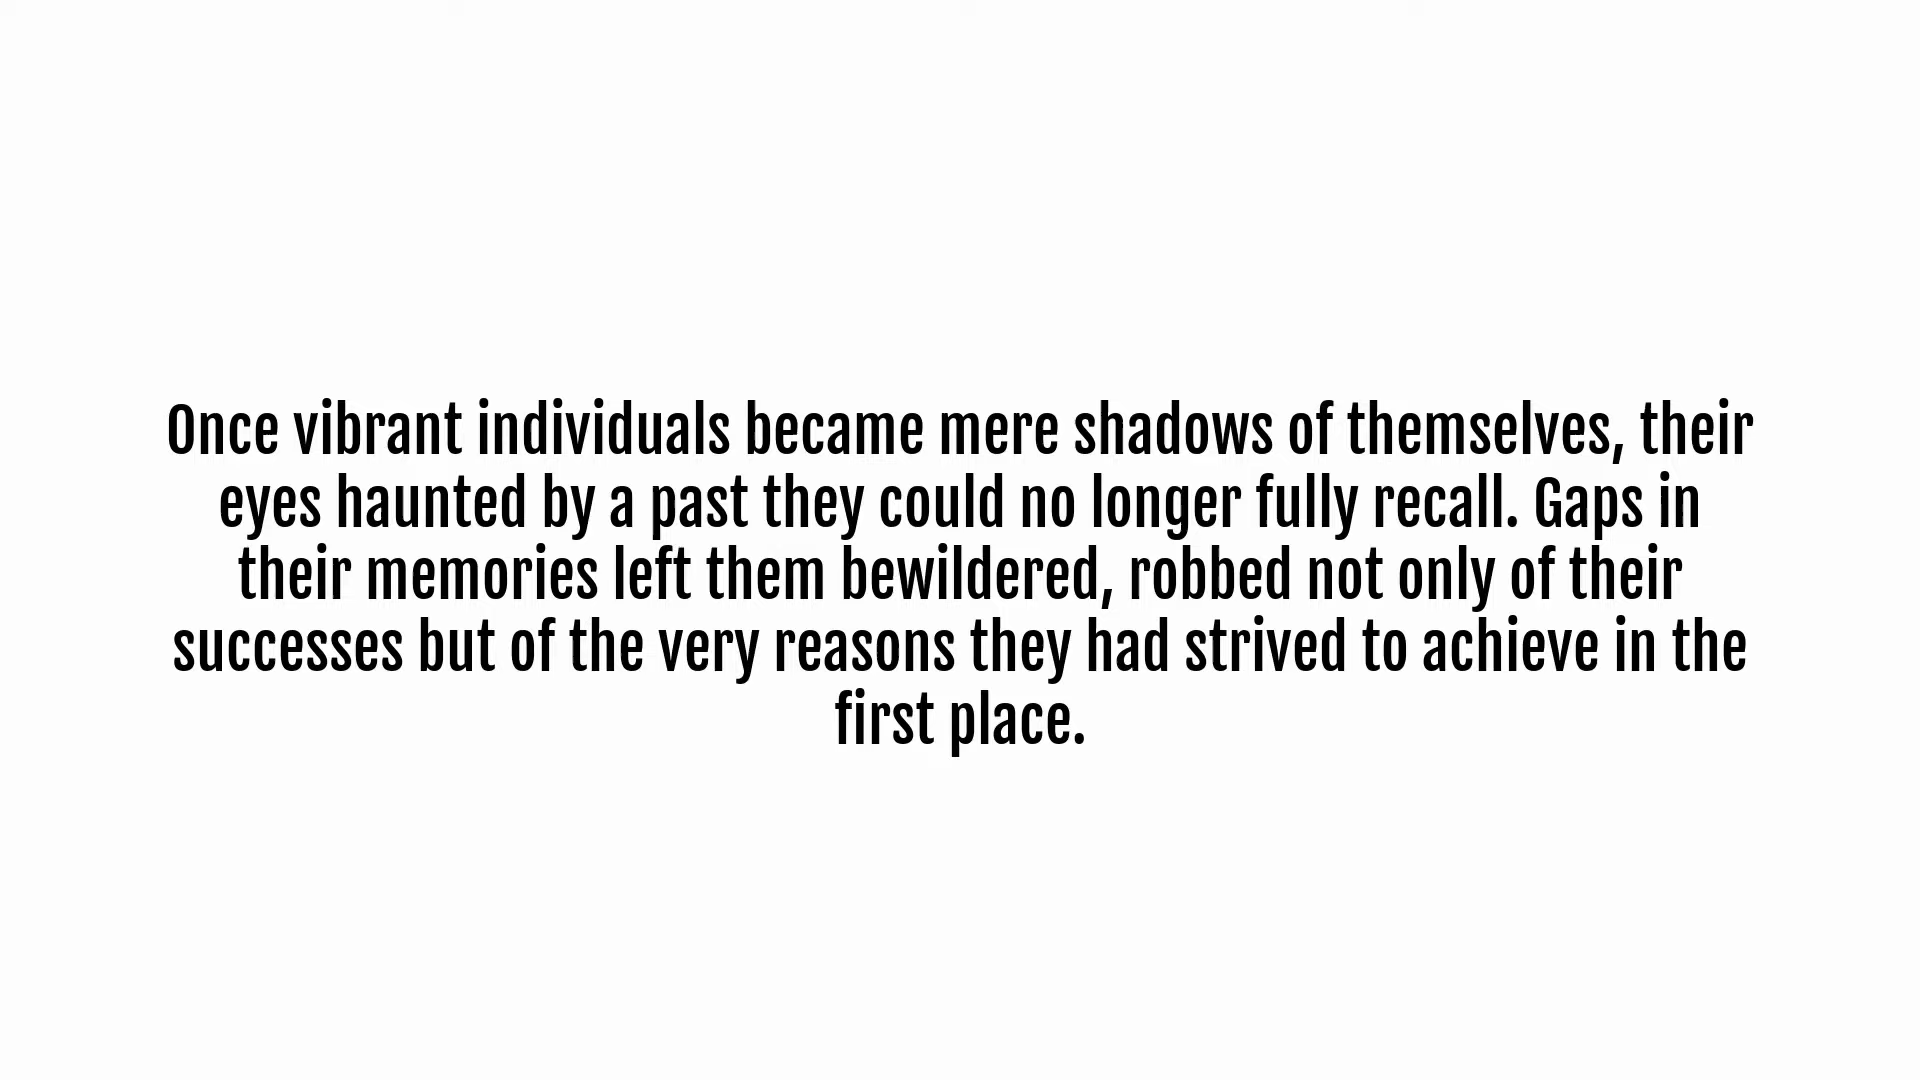 Once vibrant individuals became mere shadows of themselves, their
eyes haunted by a past they could no longer fully recall. Gaps in
their memories left them bewildered, robbed not only of their
successes but of the very reasons they had strived to achieve in the
first place.